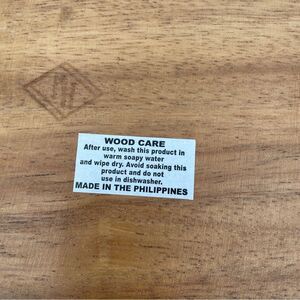 WOOD CARE
After use, wash this product in
warm soapy water
and wipe dry. Avoid soaking this
product and do not
use in dishwasher.
MADE IN THE PHILIPPINES